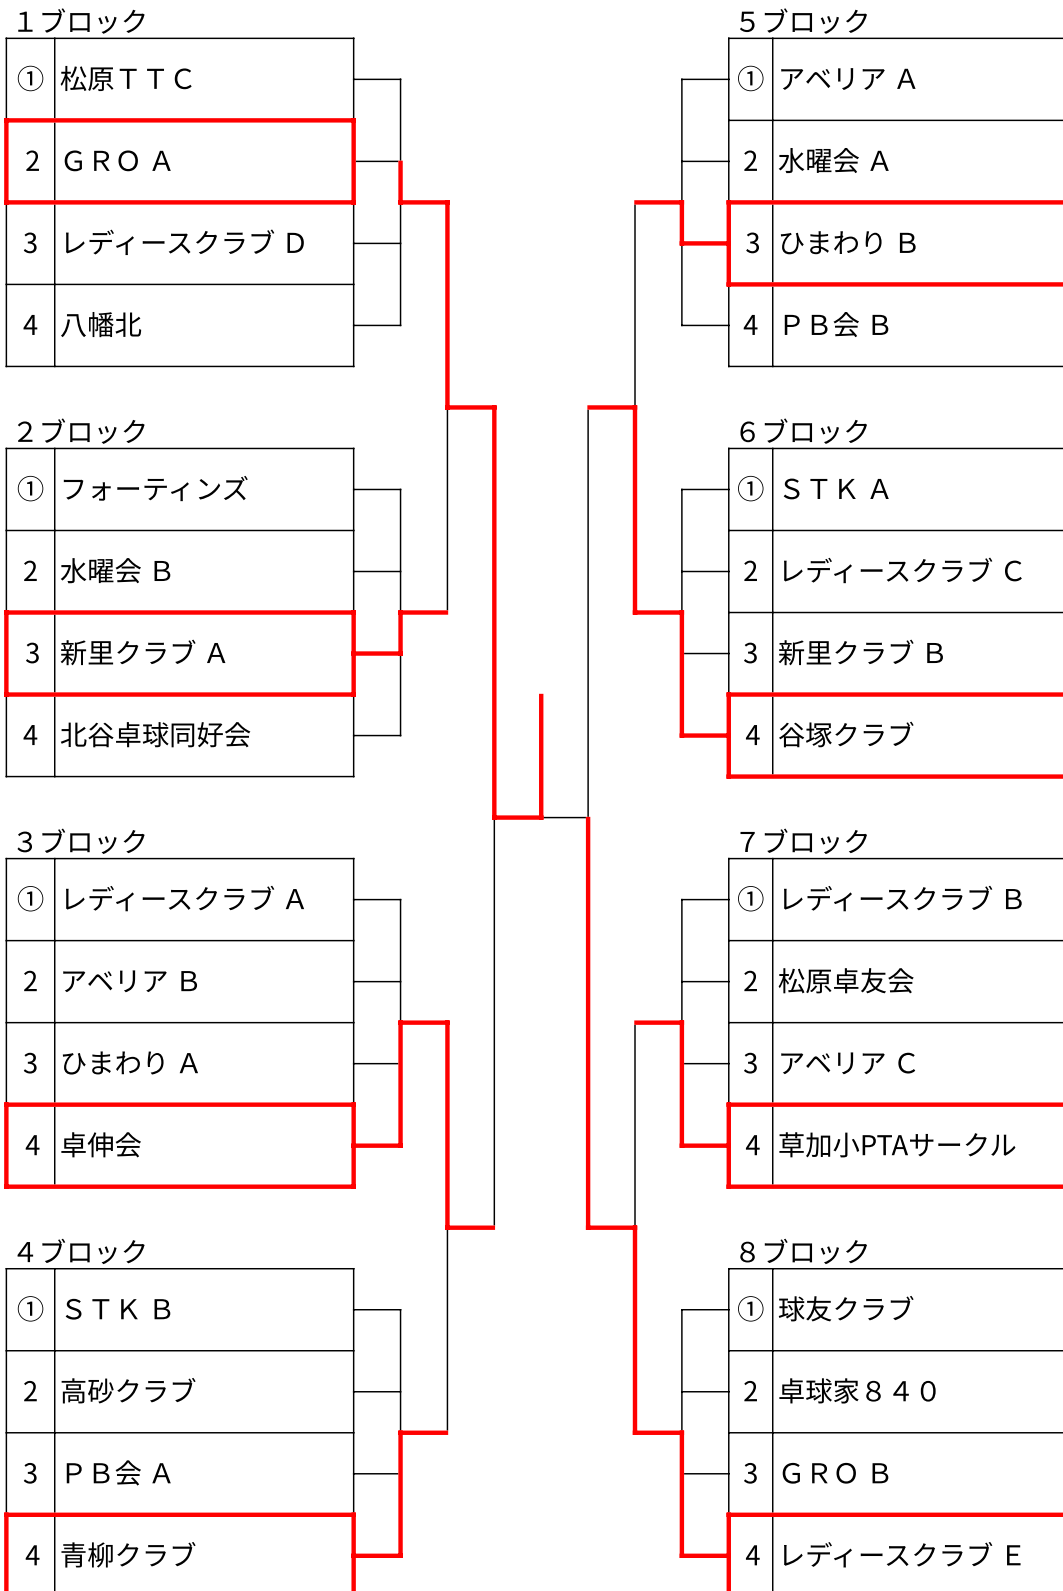 １ブロック
① 松原ＴＴＣ
2 ＧＲＯ Ａ
3 レディースクラブ Ｄ
4 八幡北
２ブロック
① フォーティンズ
2 水曜会 Ｂ
3 新里クラブ Ａ
4 北谷卓球同好会
３ブロック
① レディースクラブ Ａ
2 アベリア Ｂ
3 ひまわり Ａ
4 卓伸会
４ブロック
① ＳＴＫ Ｂ
2 高砂クラブ
3 ＰＢ会 Ａ
4 青柳クラブ
５ブロック
① アベリア Ａ
2 水曜会 Ａ
3 ひまわり Ｂ
4 ＰＢ会 Ｂ
６ブロック
① ＳＴＫ Ａ
2 レディースクラブ Ｃ
3 新里クラブ Ｂ
4 谷塚クラブ
７ブロック
① レディースクラブ Ｂ
2 松原卓友会
3 アベリア Ｃ
4 草加小PTAサークル
８ブロック
① 球友クラブ
2 卓球家８４０
3 ＧＲＯ Ｂ
4 レディースクラブ Ｅ